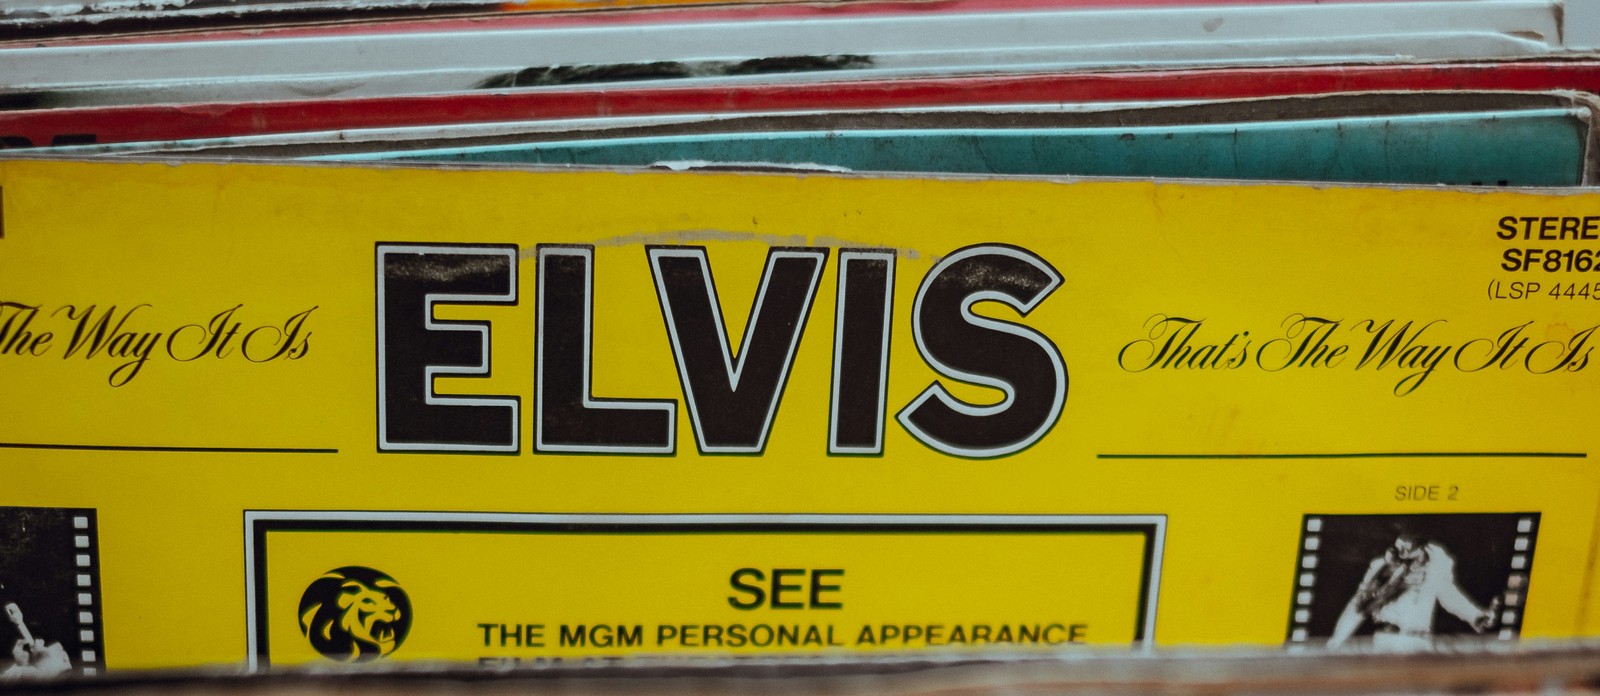 ELVIS
The Way It Is
That's The Way It Is
STERE
SF8162
(LSP 4445
SIDE 2
SEE
THE MGM PERSONAL APPEARANCE